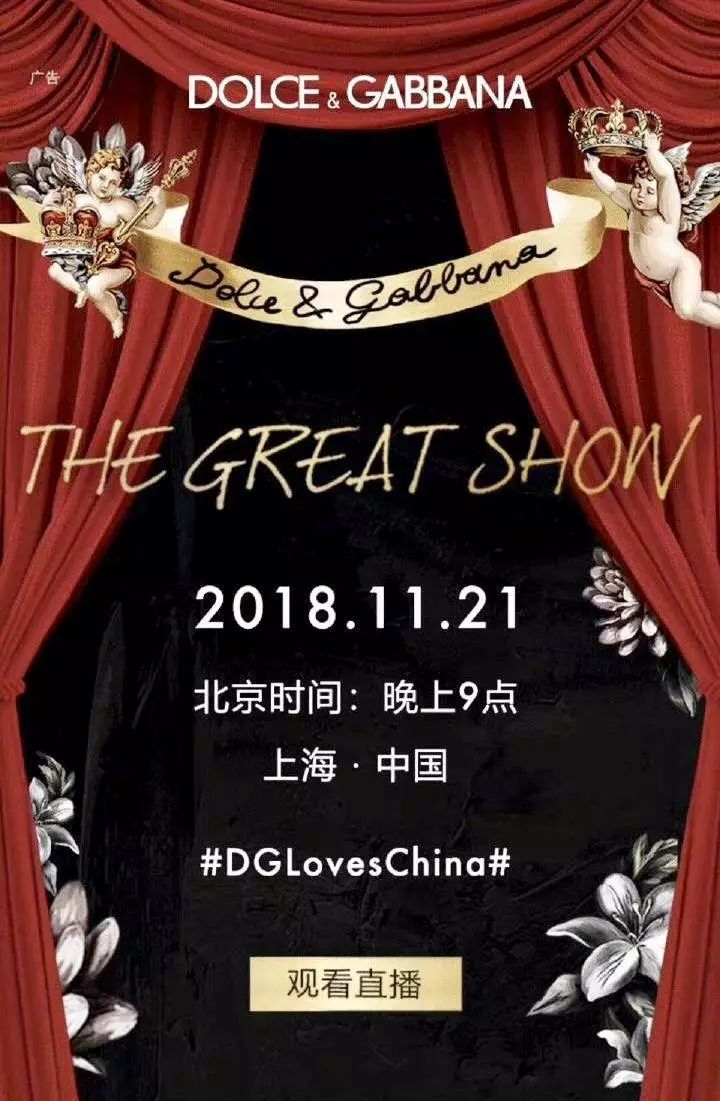 广告
DOLCE & GABBANA
Dolce & Gabbana
THE GREAT SHOW
2018.11.21
北京时间：晚上9点
上海·中国
#DGLovesChina#
观看直播